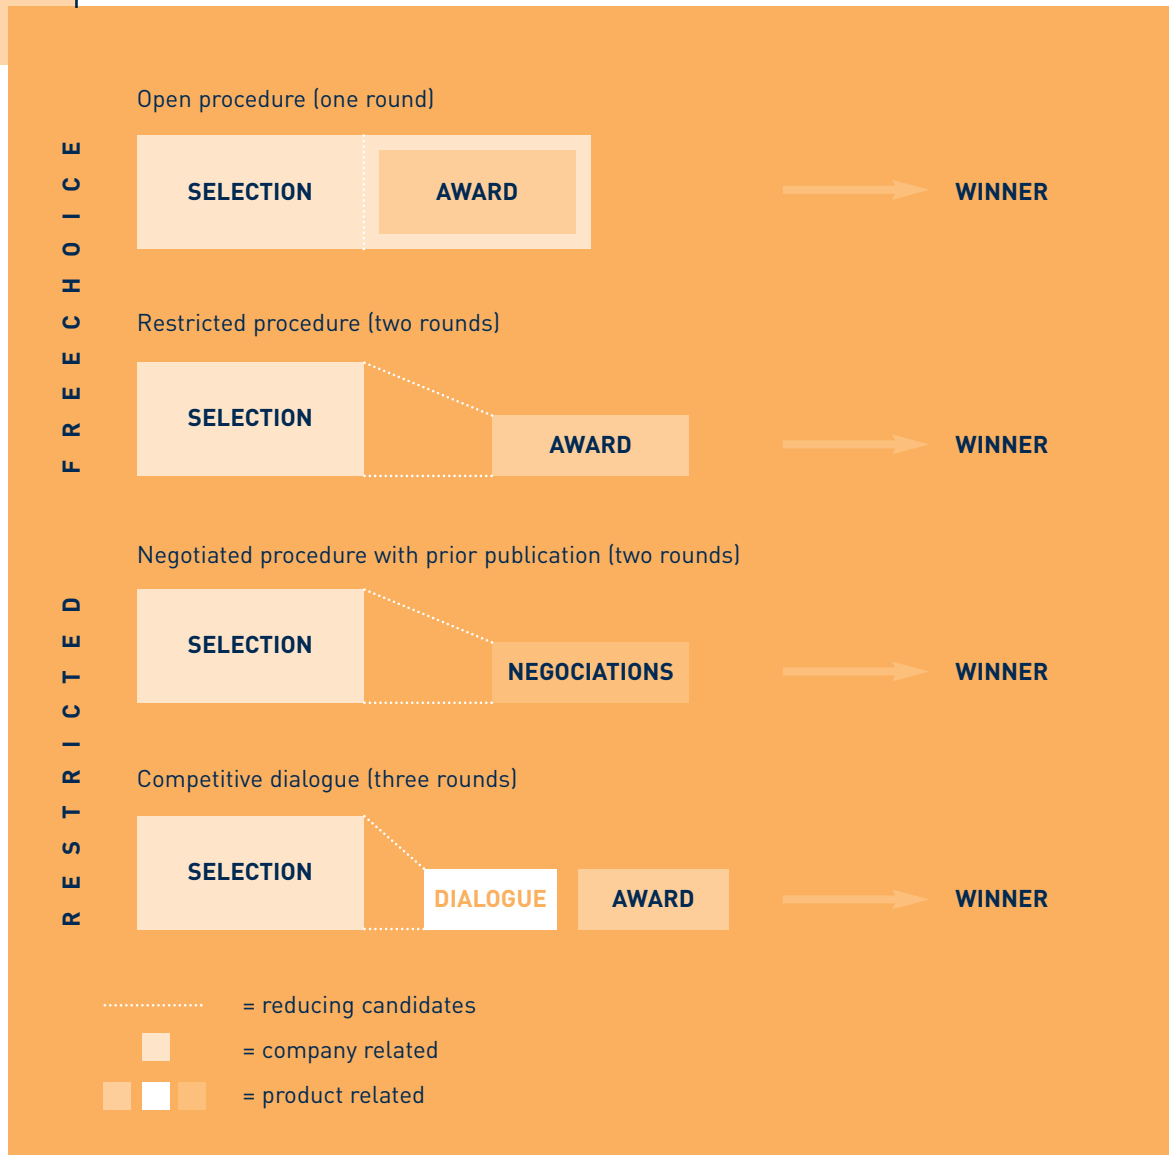 FREE CHOICE
Open procedure (one round)
SELECTION
AWARD
WINNER
Restricted procedure (two rounds)
SELECTION
AWARD
WINNER
RESTRICTED
Negotiated procedure with prior publication (two rounds)
SELECTION
NEGOCIATIONS
WINNER
Competitive dialogue (three rounds)
SELECTION
DIALOGUE
AWARD
WINNER
= reducing candidates
= company related
= product related